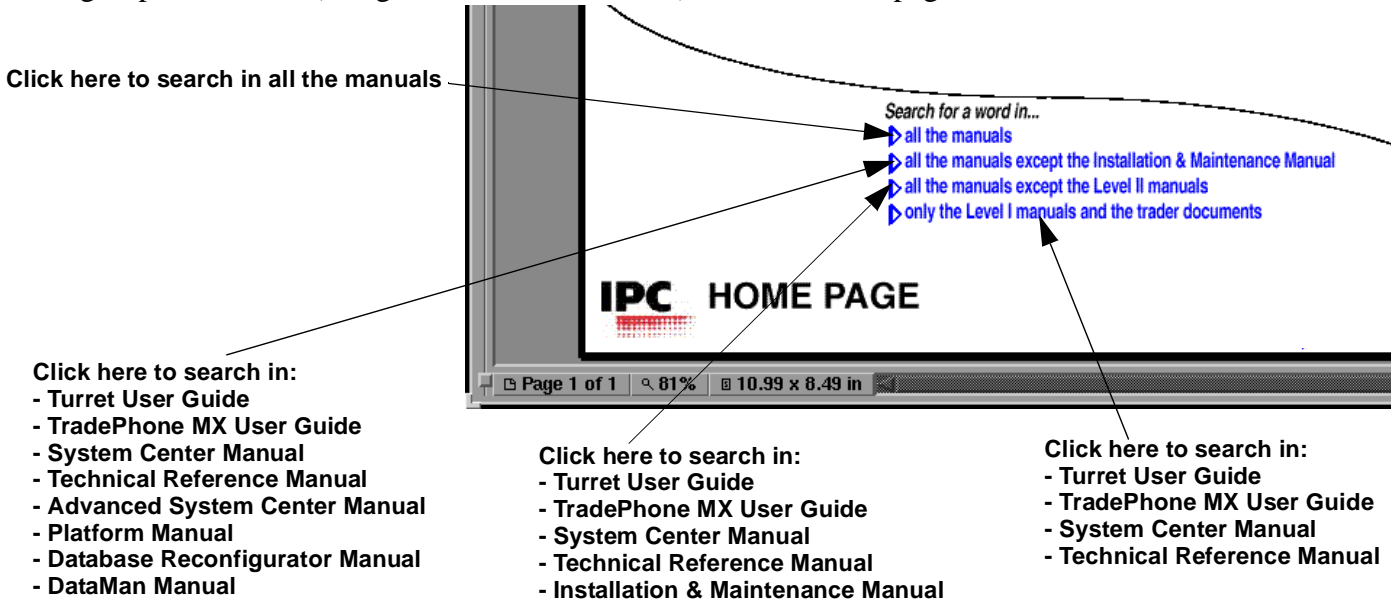 Click here to search in all the manuals
Search for a word in...
all the manuals
all the manuals except the Installation & Maintenance Manual
all the manuals except the Level II manuals
only the Level I manuals and the trader documents
IPC HOME PAGE
Page 1 of 1 81% 10.99 x 8.49 in
Click here to search in:
- Turret User Guide
- TradePhone MX User Guide
- System Center Manual
- Technical Reference Manual
- Advanced System Center Manual
- Platform Manual
- Database Reconfigurator Manual
- DataMan Manual
Click here to search in:
- Turret User Guide
- TradePhone MX User Guide
- System Center Manual
- Technical Reference Manual
- Installation & Maintenance Manual
Click here to search in:
- Turret User Guide
- TradePhone MX User Guide
- System Center Manual
- Technical Reference Manual